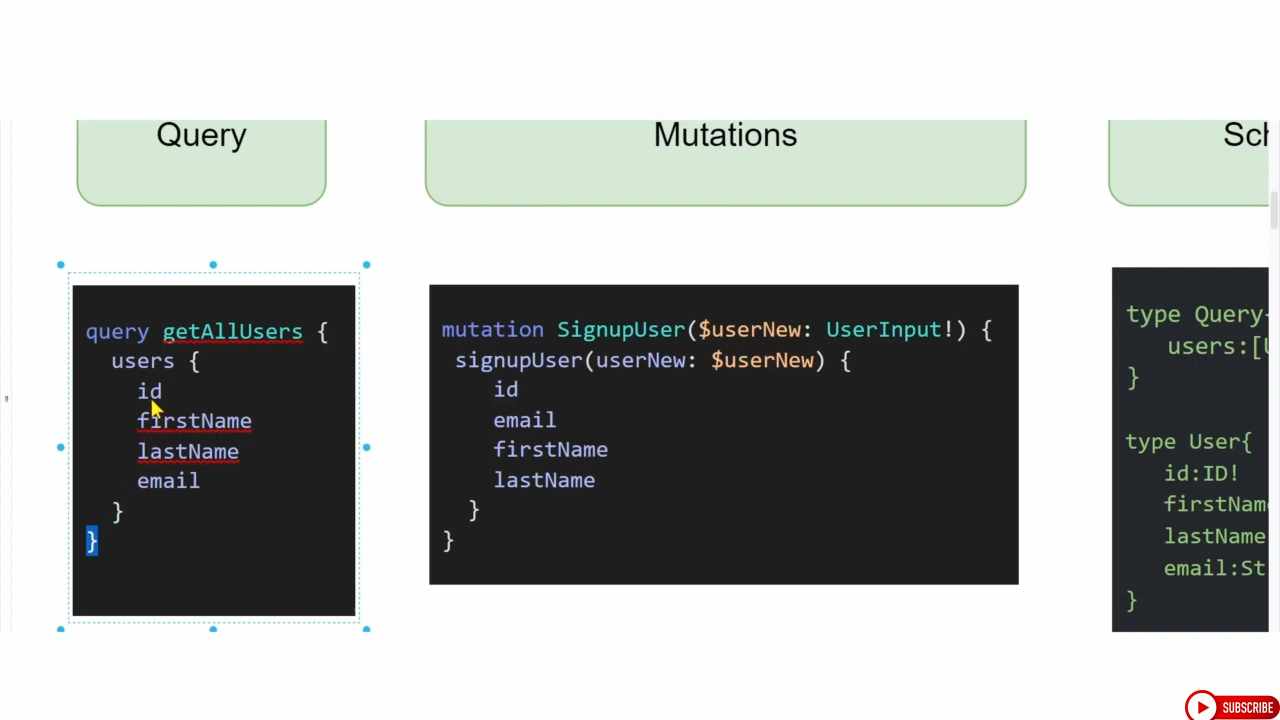 Query
Mutations
Sch
query getAllUsers {
users {
id
firstName
lastName
email
}
}
mutation SignupUser($userNew: UserInput!) {
signupUser(userNew: $userNew) {
id
email
firstName
lastName
}
}
type Query{
users:[U
}
type User{
id:ID!
firstName
lastName
email:St
}
SUBSCRIBE